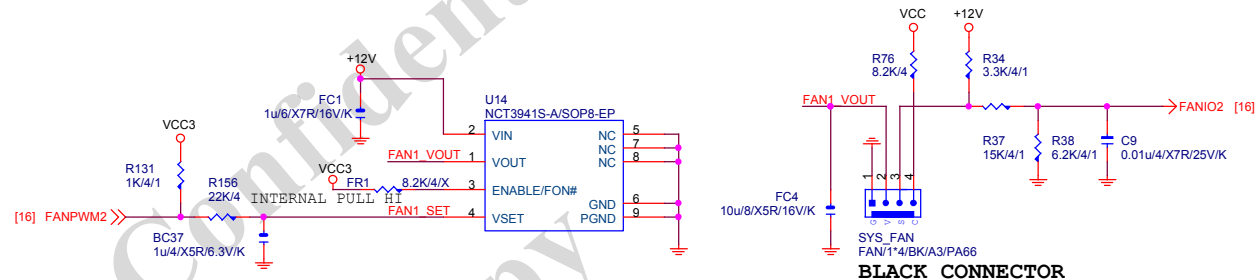 Confident
py
+12V
FC1
1u/6/X7R/16V/K
U14
NCT3941S-A/SOP8-EP
2 VIN
1 VOUT
3 ENABLE/FON#
4 VSET
NC 5
NC 7
NC 8
GND 6
PGND 9
FAN1_VOUT
VCC3
R131
1K/4/1
R156
22K/4
VCC3
FR1 8.2K/4/X
INTERNAL PULL HI
FAN1_SET
[16] FANPWM2
BC37
1u/4/X5R/6.3V/K
VCC
+12V
R76
8.2K/4
R34
3.3K/4/1
FAN1_VOUT
FANIO2 [16]
R37
15K/4/1
R38
6.2K/4/1
C9
0.01u/4/X7R/25V/K
FC4
10u/8/X5R/16V/K
1 2 3 4
G V S C
SYS_FAN
FAN/1*4/BK/A3/PA66
BLACK CONNECTOR